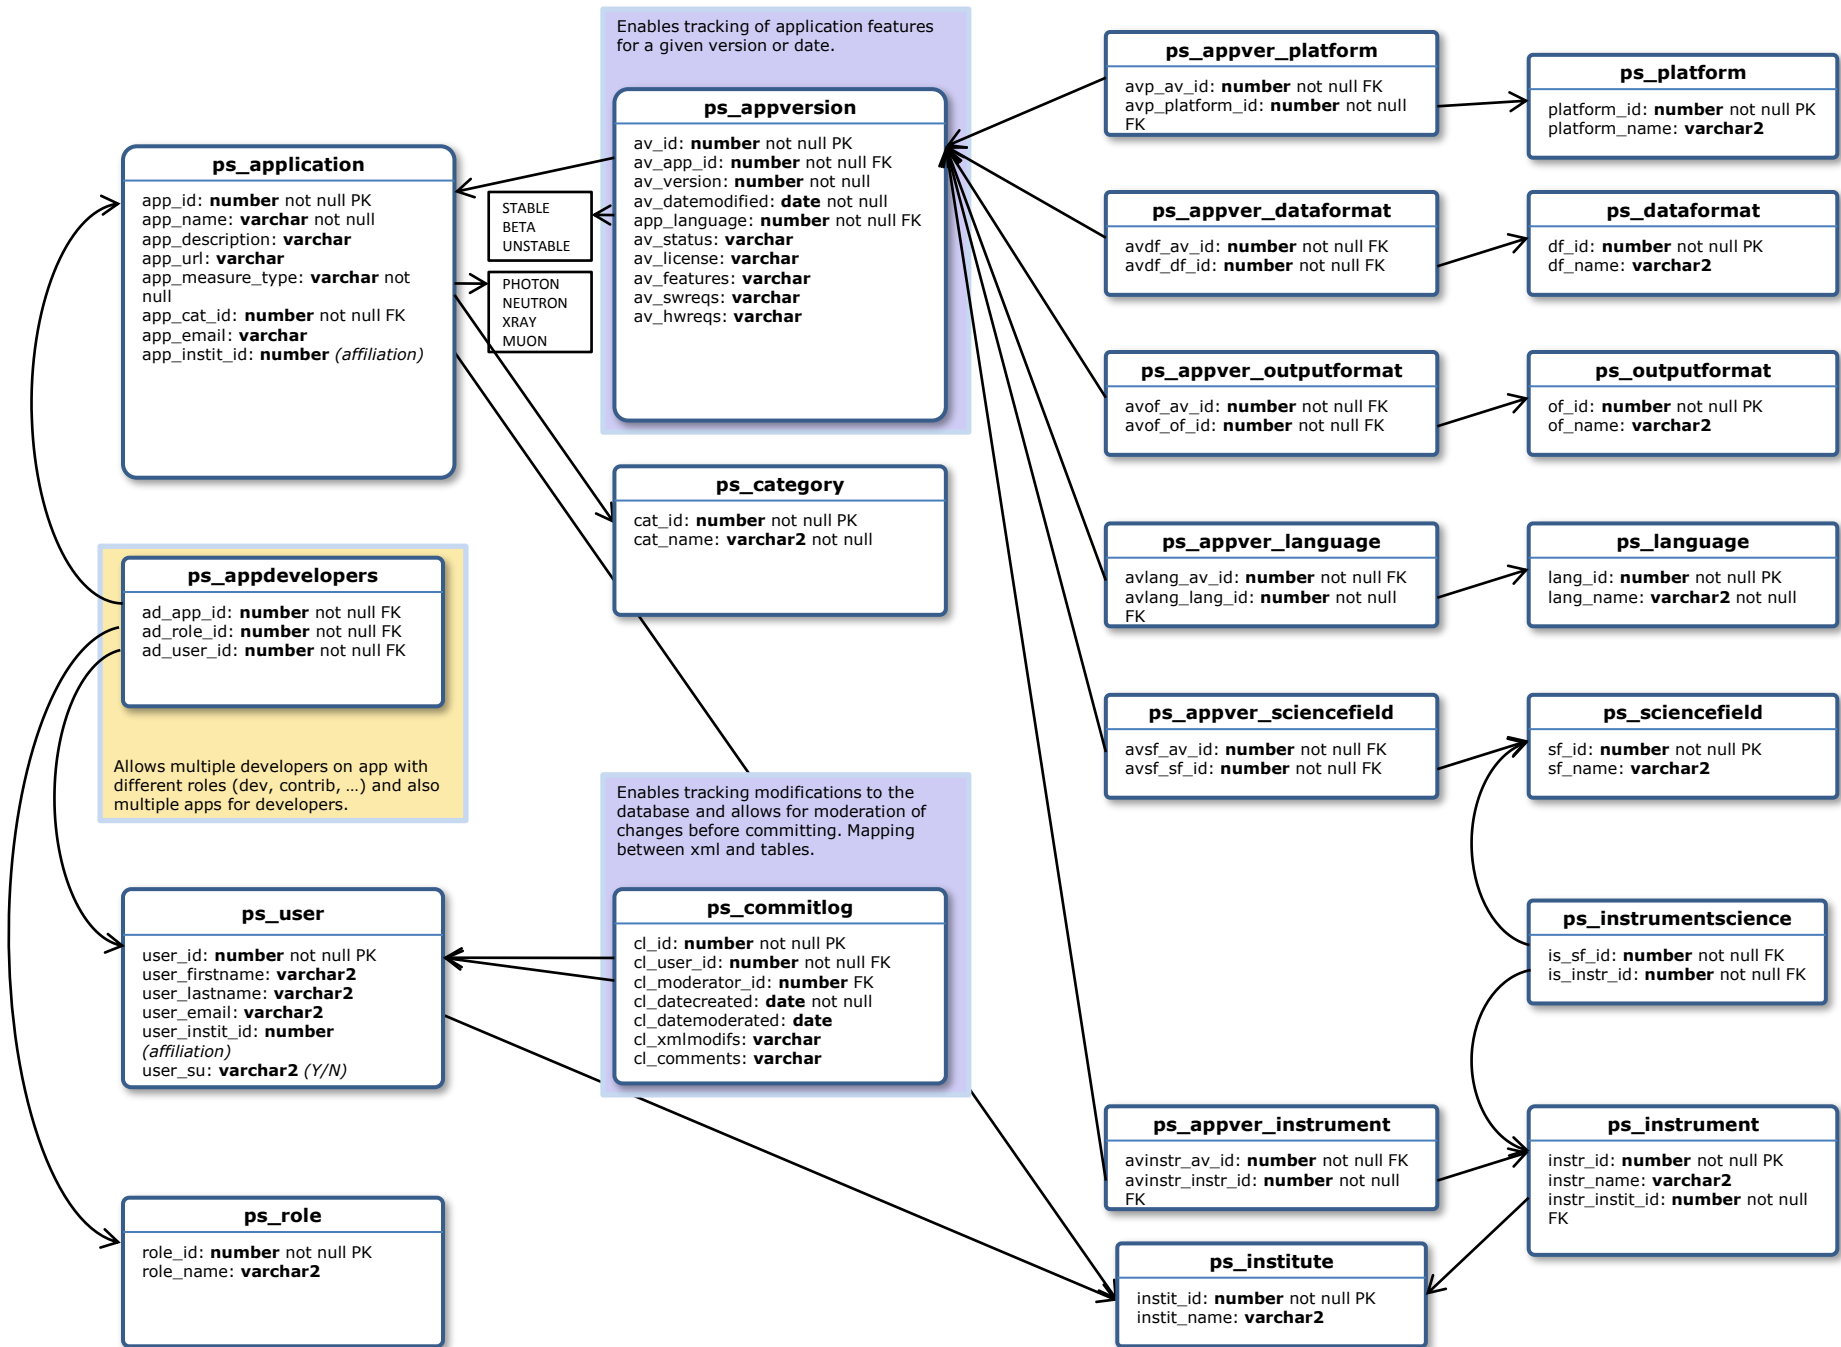 Enables tracking of application features
for a given version or date.
ps_appversion
av_id: number not null PK
av_app_id: number not null FK
av_version: number not null
av_datemodified: date not null
app_language: number not null FK
av_status: varchar
av_license: varchar
av_features: varchar
av_swreqs: varchar
av_hwreqs: varchar
ps_application
app_id: number not null PK
app_name: varchar not null
app_description: varchar
app_url: varchar
app_measure_type: varchar not
null
app_cat_id: number not null FK
app_email: varchar
app_instit_id: number (affiliation)
STABLE
BETA
UNSTABLE
PHOTON
NEUTRON
XRAY
MUON
ps_category
cat_id: number not null PK
cat_name: varchar2 not null
ps_appdevelopers
ad_app_id: number not null FK
ad_role_id: number not null FK
ad_user_id: number not null FK
Allows multiple developers on app with
different roles (dev, contrib, …) and also
multiple apps for developers.
Enables tracking modifications to the
database and allows for moderation of
changes before committing. Mapping
between xml and tables.
ps_commitlog
cl_id: number not null PK
cl_user_id: number not null FK
cl_moderator_id: number FK
cl_datecreated: date not null
cl_datemoderated: date
cl_xmlmodifs: varchar
cl_comments: varchar
ps_user
user_id: number not null PK
user_firstname: varchar2
user_lastname: varchar2
user_email: varchar2
user_instit_id: number
(affiliation)
user_su: varchar2 (Y/N)
ps_role
role_id: number not null PK
role_name: varchar2
ps_appver_platform
avp_av_id: number not null FK
avp_platform_id: number not null
FK
ps_platform
platform_id: number not null PK
platform_name: varchar2
ps_appver_dataformat
avdf_av_id: number not null FK
avdf_df_id: number not null FK
ps_dataformat
df_id: number not null PK
df_name: varchar2
ps_appver_outputformat
avof_av_id: number not null FK
avof_of_id: number not null FK
ps_outputformat
of_id: number not null PK
of_name: varchar2
ps_appver_language
avlang_av_id: number not null FK
avlang_lang_id: number not null
FK
ps_language
lang_id: number not null PK
lang_name: varchar2 not null
ps_appver_sciencefield
avsf_av_id: number not null FK
avsf_sf_id: number not null FK
ps_sciencefield
sf_id: number not null PK
sf_name: varchar2
ps_instrumentscience
is_sf_id: number not null FK
is_instr_id: number not null FK
ps_appver_instrument
avinstr_av_id: number not null FK
avinstr_instr_id: number not null
FK
ps_instrument
instr_id: number not null PK
instr_name: varchar2
instr_instit_id: number not null
FK
ps_institute
instit_id: number not null PK
instit_name: varchar2